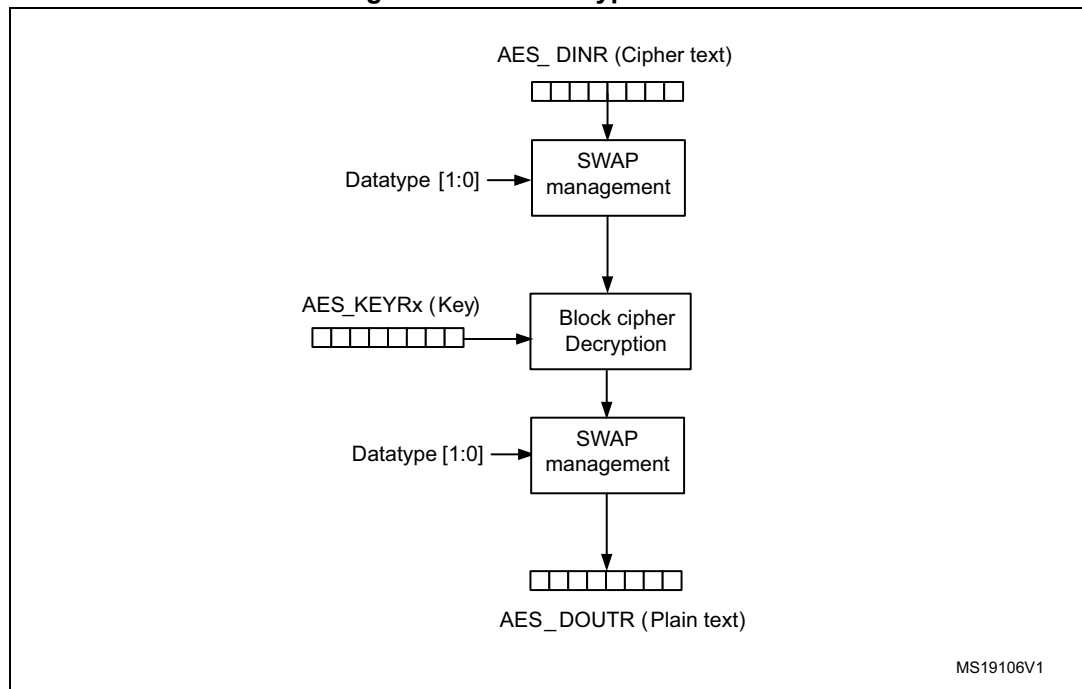 AES_ DINR (Cipher text)
SWAP
management
Datatype [1:0]
AES_KEYRx (Key)
Block cipher
Decryption
SWAP
management
Datatype [1:0]
AES_DOUTR (Plain text)
MS19106V1